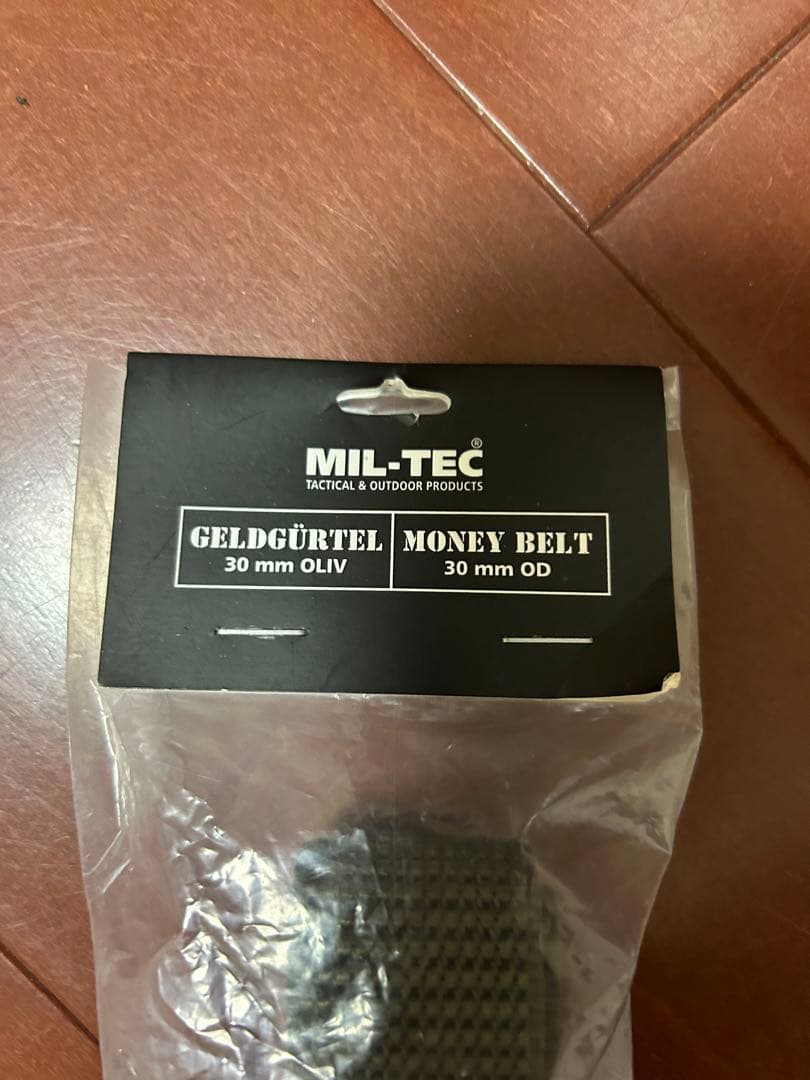 MIL-TEC®
TACTICAL & OUTDOOR PRODUCTS
GELDGÜRTEL
30 mm OLIV
MONEY BELT
30 mm OD